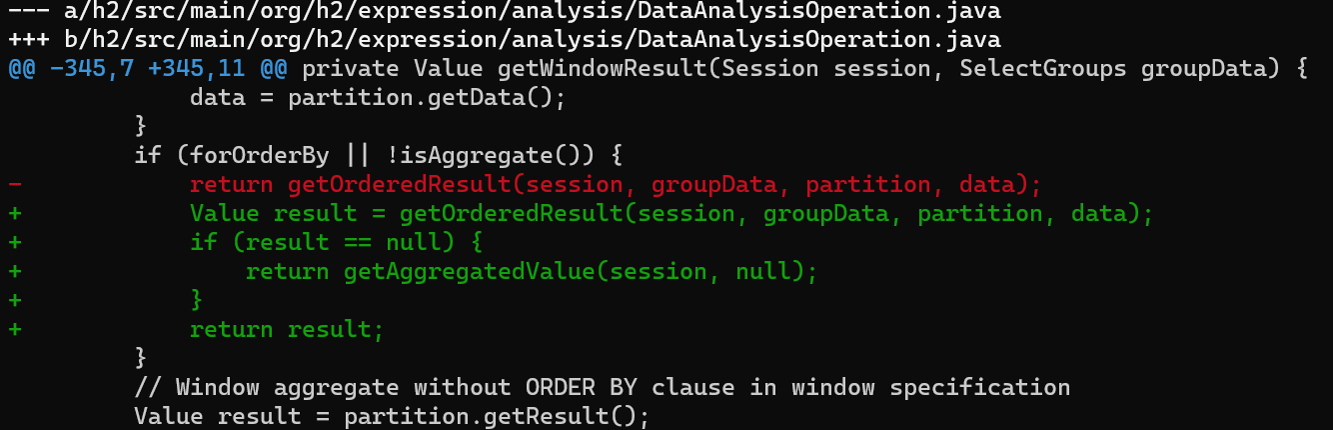 --- a/h2/src/main/org/h2/expression/analysis/DataAnalysisOperation.java
+++ b/h2/src/main/org/h2/expression/analysis/DataAnalysisOperation.java
@@ -345,7 +345,11 @@ private Value getWindowResult(Session session, SelectGroups groupData) {
             data = partition.getData();
         }
         if (forOrderBy || !isAggregate()) {
-            return getOrderedResult(session, groupData, partition, data);
+            Value result = getOrderedResult(session, groupData, partition, data);
+            if (result == null) {
+                return getAggregatedValue(session, null);
+            }
+            return result;
         }
         // Window aggregate without ORDER BY clause in window specification
         Value result = partition.getResult();